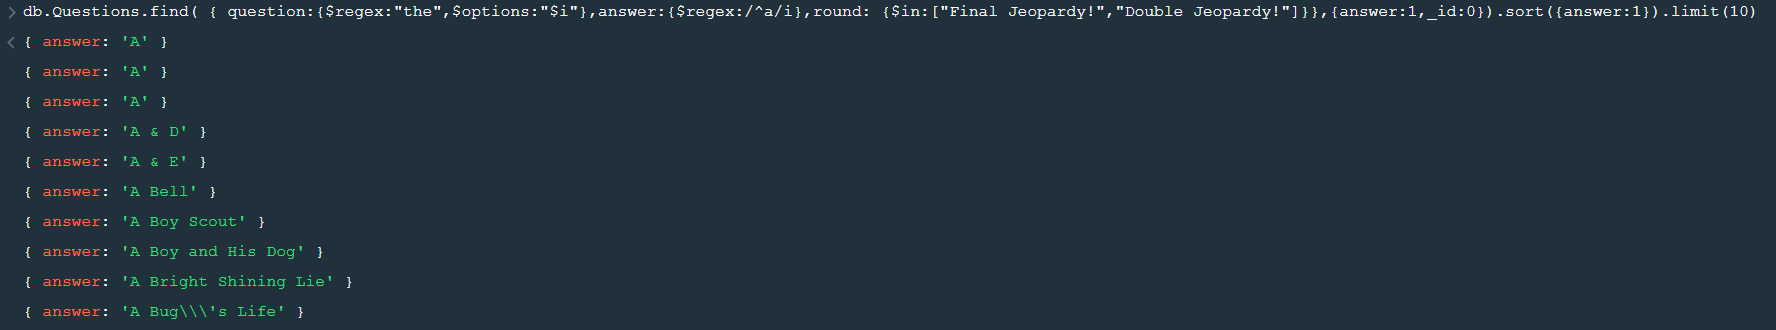 > db.Questions.find( { question:{$regex:"the",$options:"$i"},answer:{$regex:/^a/i},round: {$in:["Final Jeopardy!","Double Jeopardy!"]}},{answer:1,_id:0}).sort({answer:1}).limit(10)
< { answer: 'A' }
{ answer: 'A' }
{ answer: 'A' }
{ answer: 'A & D' }
{ answer: 'A & E' }
{ answer: 'A Bell' }
{ answer: 'A Boy Scout' }
{ answer: 'A Boy and His Dog' }
{ answer: 'A Bright Shining Lie' }
{ answer: 'A Bug\\\'s Life' }